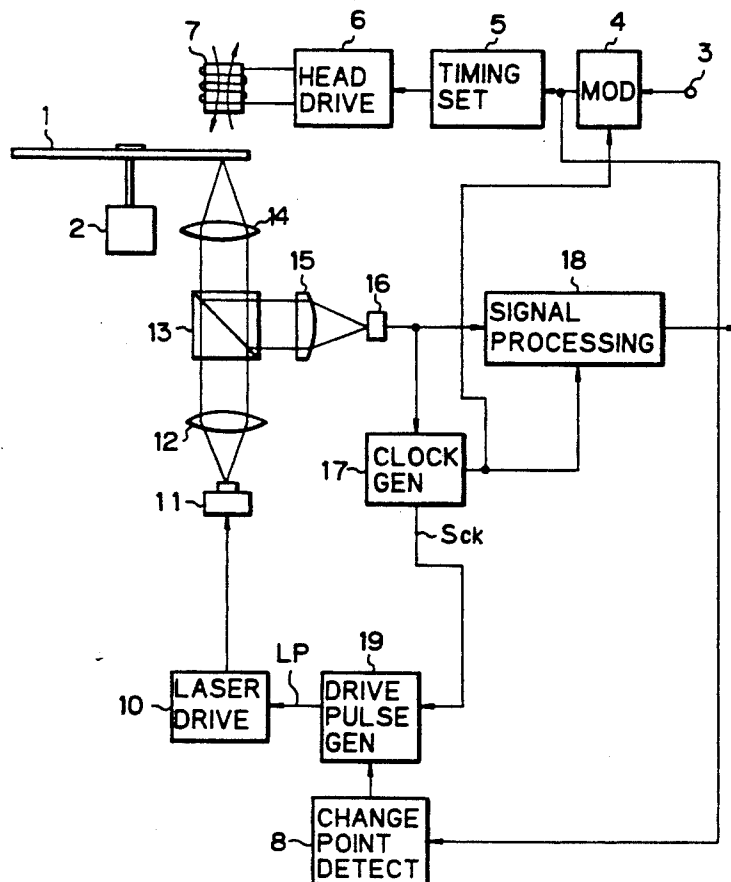 7
6
HEAD
DRIVE
5
TIMING
SET
4
MOD
3
1
2
14
13
15
16
18
SIGNAL
PROCESSING
12
11
17
CLOCK
GEN
Sck
10
LASER
DRIVE
LP
19
DRIVE
PULSE
GEN
8
CHANGE
POINT
DETECT